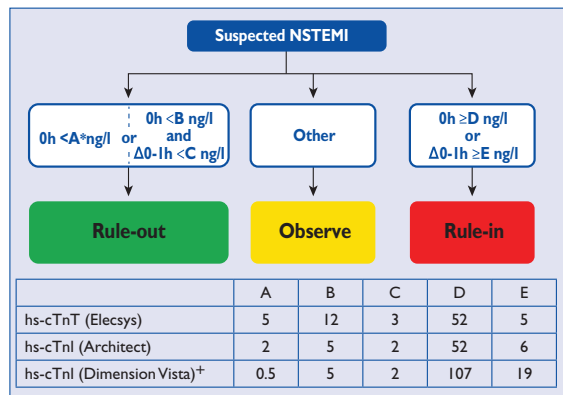 Suspected NSTEMI
0h <A*ng/l or
0h <B ng/l
and
Δ0-1h <C ng/l
Other
0h ≥D ng/l
or
Δ0-1h ≥E ng/l
Rule-out
Observe
Rule-in
A B C D E
hs-cTnT (Elecsys) 5 12 3 52 5
hs-cTnl (Architect) 2 5 2 52 6
hs-cTnl (Dimension Vista)+ 0.5 5 2 107 19